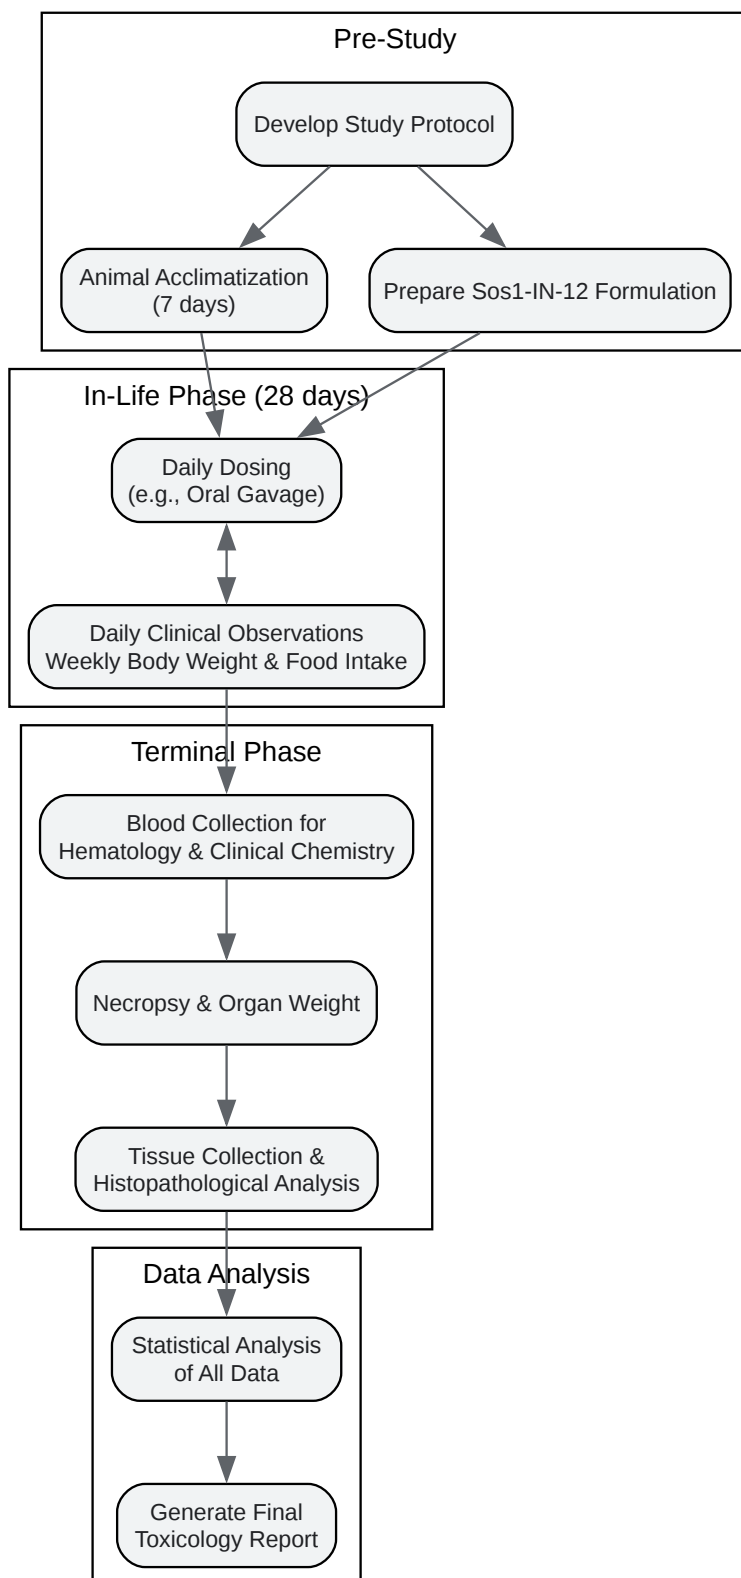 Pre-Study
Develop Study Protocol
Animal Acclimatization
(7 days)
Prepare Sos1-IN-12 Formulation
In-Life Phase (28 days)
Daily Dosing
(e.g., Oral Gavage)
Daily Clinical Observations
Weekly Body Weight & Food Intake
Terminal Phase
Blood Collection for
Hematology & Clinical Chemistry
Necropsy & Organ Weight
Tissue Collection &
Histopathological Analysis
Data Analysis
Statistical Analysis
of All Data
Generate Final
Toxicology Report